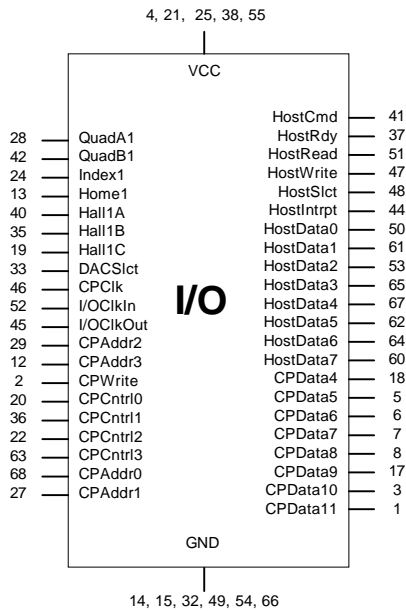 4, 21, 25, 38, 55
VCC
28 QuadA1
42 QuadB1
24 Index1
13 Home1
40 Hall1A
35 Hall1B
19 Hall1C
33 DACSlct
46 CPClk
52 I/OClkIn
45 I/OClkOut
29 CPAddr2
12 CPAddr3
2 CPWrite
20 CPCntrl0
36 CPCntrl1
22 CPCntrl2
63 CPCntrl3
68 CPAddr0
27 CPAddr1
I/O
HostCmd 41
HostRdy 37
HostRead 51
HostWrite 47
HostSlct 48
HostIntrpt 44
HostData0 50
HostData1 61
HostData2 53
HostData3 65
HostData4 67
HostData5 62
HostData6 64
HostData7 60
CPData4 18
CPData5 5
CPData6 6
CPData7 7
CPData8 8
CPData9 17
CPData10 3
CPData11 1
GND
14, 15, 32, 49, 54, 66